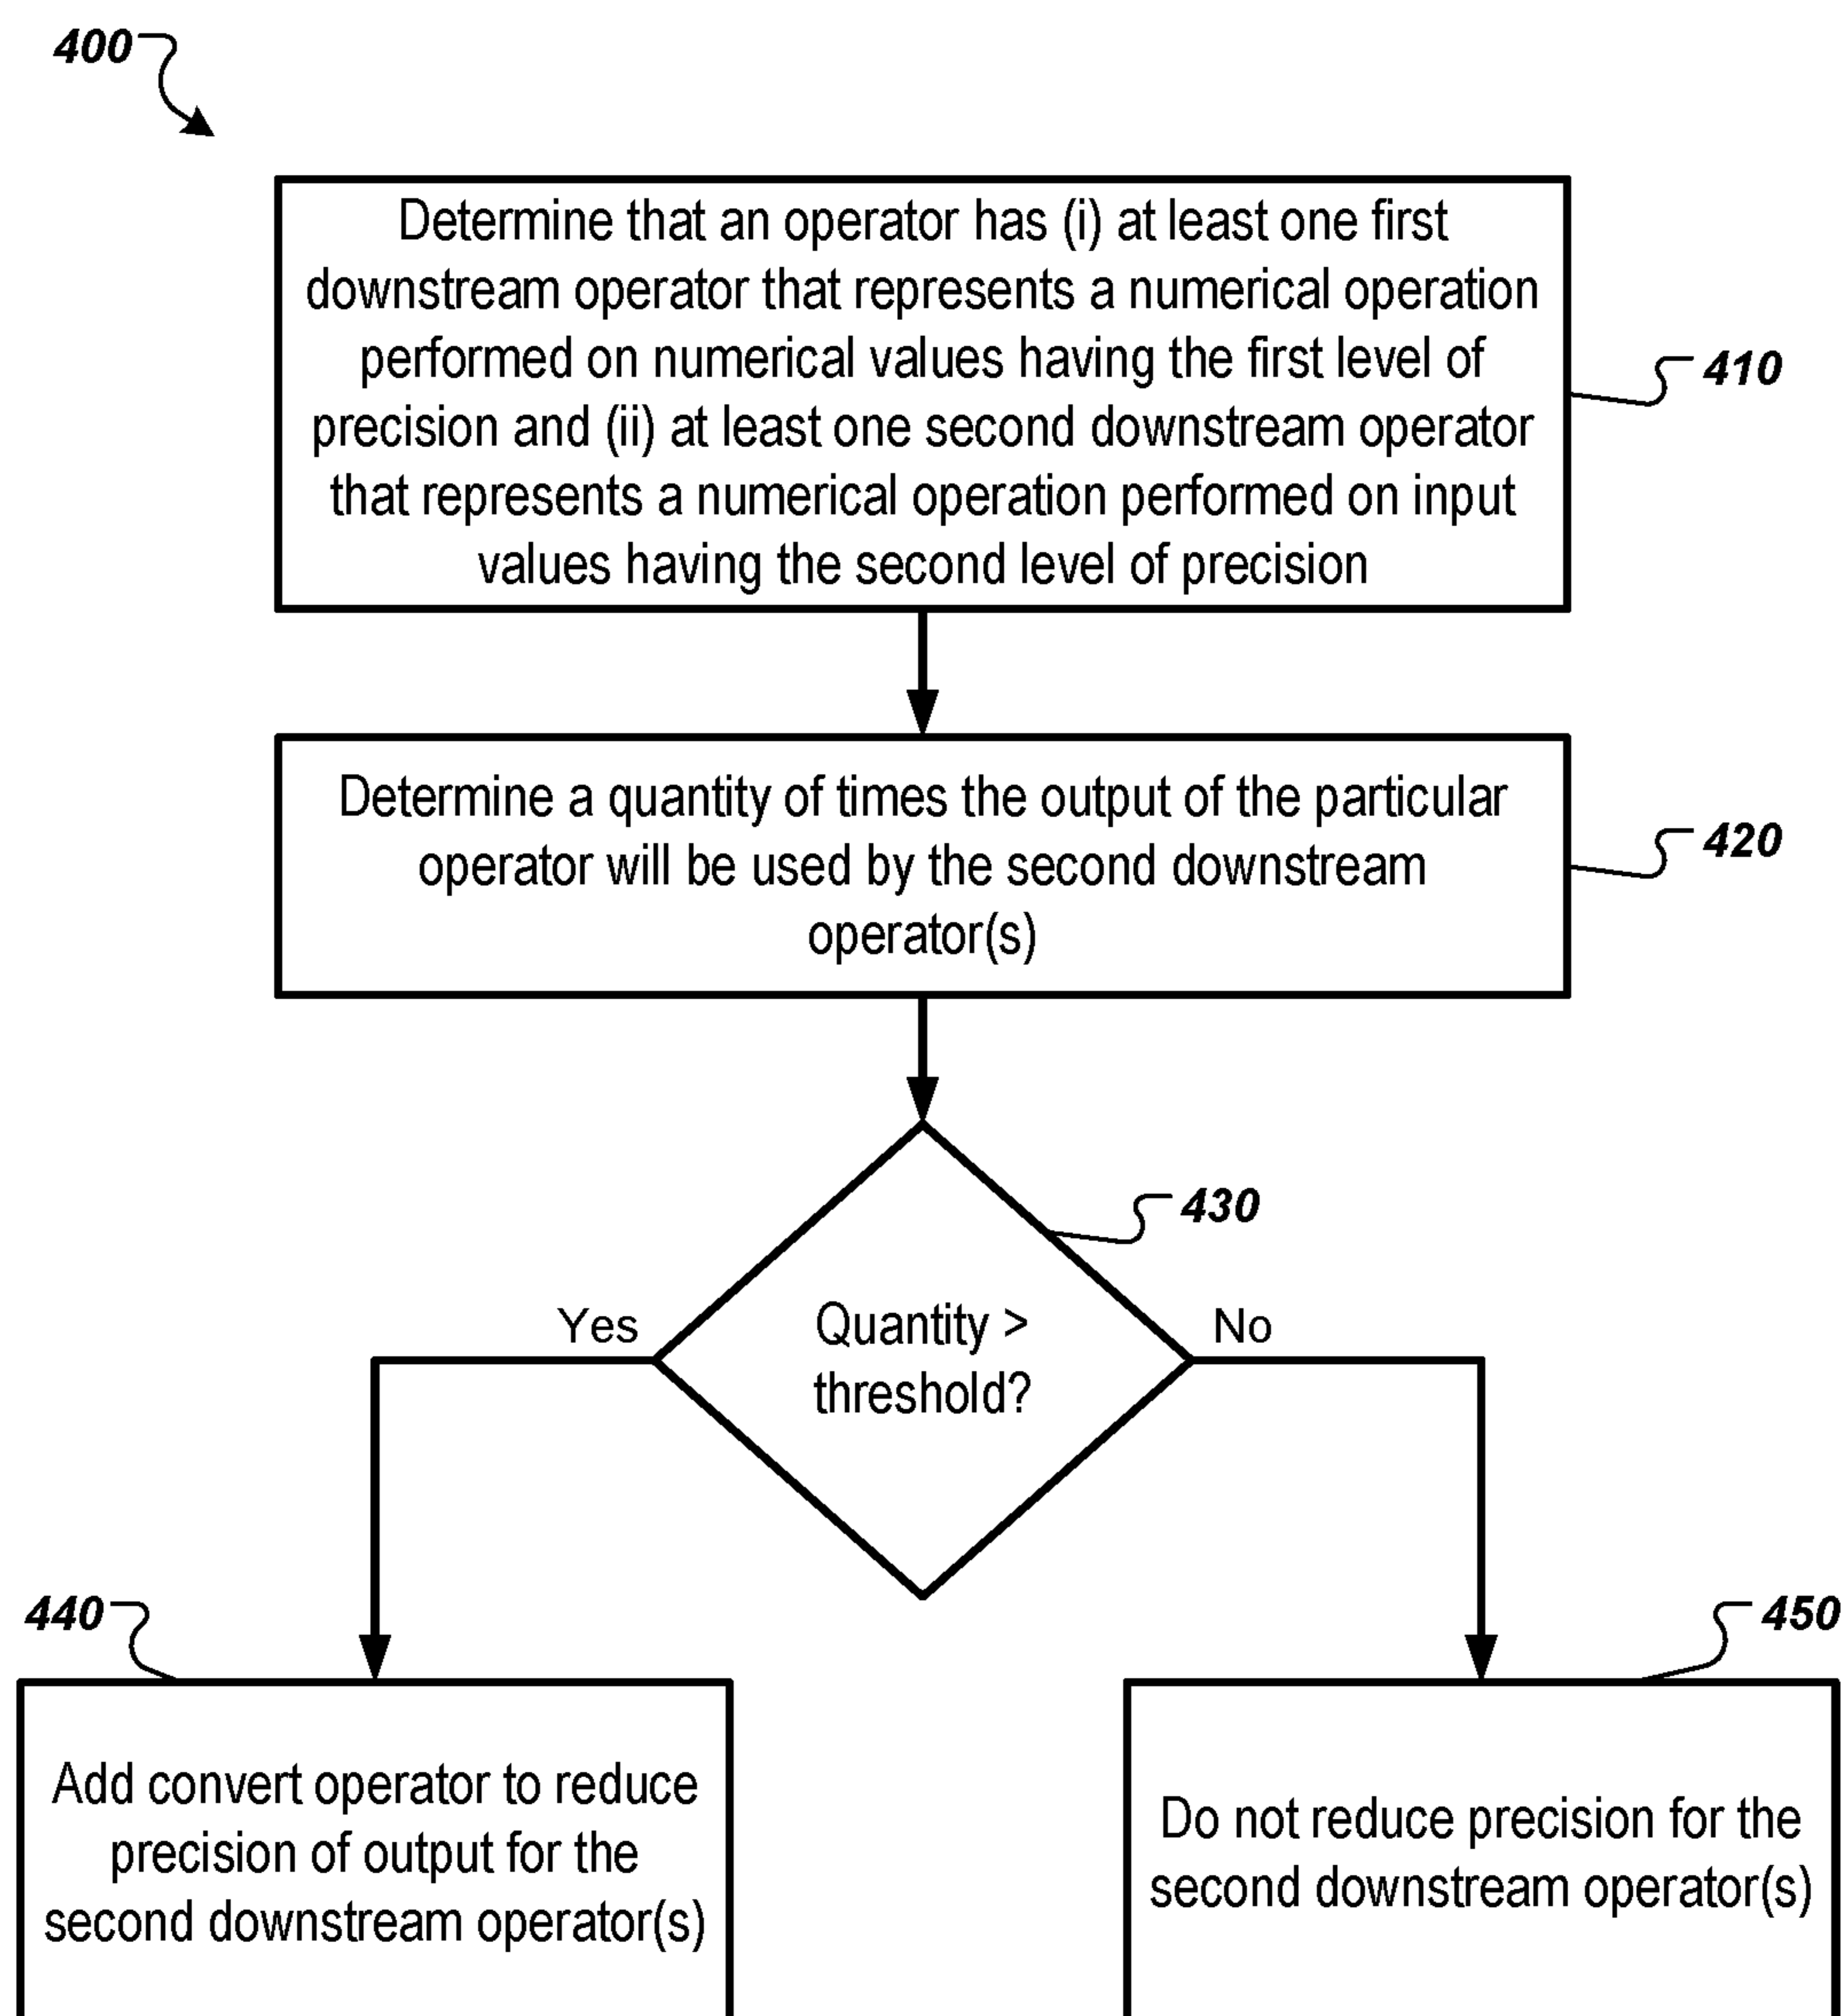 400
Determine that an operator has (i) at least one first
downstream operator that represents a numerical operation
performed on numerical values having the first level of
precision and (ii) at least one second downstream operator
that represents a numerical operation performed on input
values having the second level of precision
410
Determine a quantity of times the output of the particular
operator will be used by the second downstream
operator(s)
420
430
Quantity >
threshold?
Yes
No
440
Add convert operator to reduce
precision of output for the
second downstream operator(s)
450
Do not reduce precision for the
second downstream operator(s)